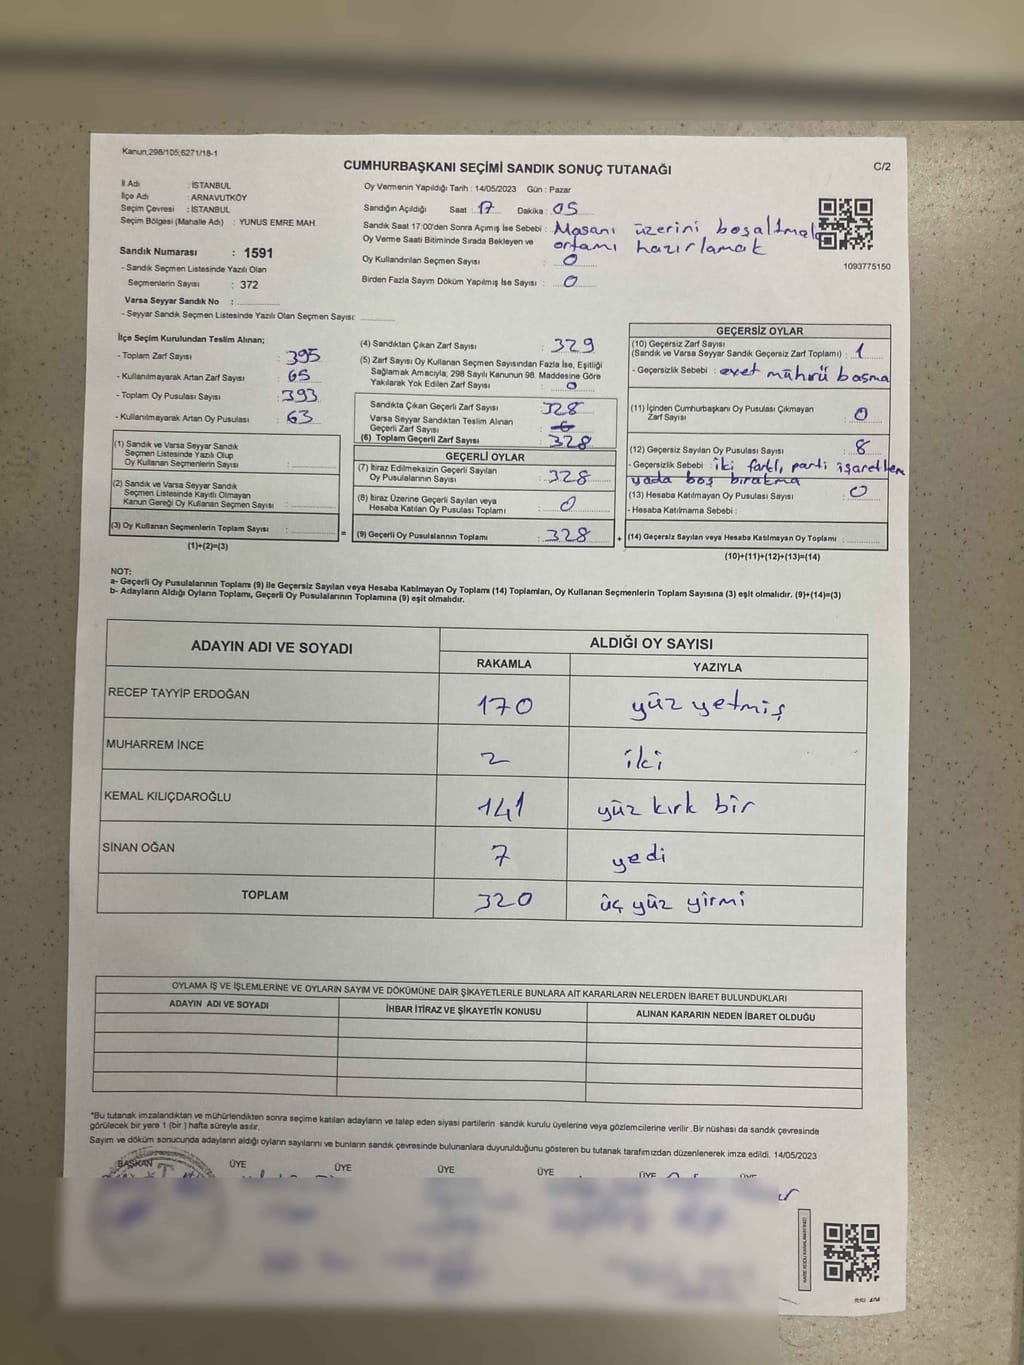 Kanun;298/105;6271/18-1
CUMHURBAŞKANI SEÇİMİ SANDIK SONUÇ TUTANAĞI
C/2
İl Adı : İSTANBUL
İlçe Adı : ARNAVUTKÖY
Seçim Çevresi : İSTANBUL
Seçim Bölgesi (Mahalle Adı) : YUNUS EMRE MAH.
Sandık Numarası : 1591
- Sandık Seçmen Listesinde Yazılı Olan
Seçmenlerin Sayısı : 372
Varsa Seyyar Sandık No :
- Seyyar Sandık Seçmen Listesinde Yazılı Olan Seçmen Sayısı:
Oy Vermenin Yapıldığı Tarih : 14/05/2023 Gün : Pazar
Sandığın Açıldığı Saat : 17 Dakika : 05
Sandık Saat 17:00'den Sonra Açımış İse Sebebi : Masanı üzerini boşaltmak
Oy Verme Saati Bitiminde Sırada Bekleyen ve ortamı hazırlamak
Oy Kullandırılan Seçmen Sayısı : 0
Birden Fazla Sayım Döküm Yapılmış İse Sayısı : 0
1093775150
İlçe Seçim Kurulundan Teslim Alınan;
- Toplam Zarf Sayısı : 395
- Kullanılmayarak Artan Zarf Sayısı : 65
- Toplam Oy Pusulası Sayısı : 393
- Kullanılmayarak Artan Oy Pusulası : 63
(1) Sandık ve Varsa Seyyar Sandık
Seçmen Listesinde Yazılı Olup
Oy Kullanan Seçmenlerin Sayısı :
(2) Sandık ve Varsa Seyyar Sandık
Seçmen Listesinde Kayıtlı Olmayan
Kanun Gereği Oy Kullanan Seçmen Sayısı :
(3) Oy Kullanan Seçmenlerin Toplam Sayısı :
(1)+(2)=(3)
=
(4) Sandıktan Çıkan Zarf Sayısı : 329
(5) Zarf Sayısı Oy Kullanan Seçmen Sayısından Fazla İse, Eşitliği
Sağlamak Amacıyla; 298 Sayılı Kanunun 98. Maddesine Göre
Yakılarak Yok Edilen Zarf Sayısı : 0
Sandıkta Çıkan Geçerli Zarf Sayısı : 328
Varsa Seyyar Sandıktan Teslim Alınan
Geçerli Zarf Sayısı :
(6) Toplam Geçerli Zarf Sayısı : 328
GEÇERLİ OYLAR
(7) İtiraz Edilmeksizin Geçerli Sayılan
Oy Pusulalarının Sayısı : 328
(8) İtiraz Üzerine Geçerli Sayılan veya
Hesaba Katılan Oy Pusulası Toplamı : 0
(9) Geçerli Oy Pusulalarının Toplamı : 328
+
GEÇERSİZ OYLAR
(10) Geçersiz Zarf Sayısı
(Sandık ve Varsa Seyyar Sandık Geçersiz Zarf Toplamı) : 1
- Geçersizlik Sebebi : evet mührü basma
(11) İçinden Cumhurbaşkanı Oy Pusulası Çıkmayan
Zarf Sayısı : 0
(12) Geçersiz Sayılan Oy Pusulası Sayısı : 8
- Geçersizlik Sebebi : iki farklı parti işaretlem
yada boş bırakma
(13) Hesaba Katılmayan Oy Pusulası Sayısı : 0
- Hesaba Katılmama Sebebi :
(14) Geçersiz Sayılan veya Hesaba Katılmayan Oy Toplamı :
(10)+(11)+(12)+(13)=(14)
NOT:
a- Geçerli Oy Pusulalarının Toplamı (9) ile Geçersiz Sayılan veya Hesaba Katılmayan Oy Toplamı (14) Toplamları, Oy Kullanan Seçmenlerin Toplam Sayısına (3) eşit olmalıdır. (9)+(14)=(3)
b- Adayların Aldığı Oyların Toplamı, Geçerli Oy Pusulalarının Toplamına (9) eşit olmalıdır.
ADAYIN ADI VE SOYADI
ALDIĞI OY SAYISI
RAKAMLA YAZIYLA
RECEP TAYYİP ERDOĞAN 170 yüz yetmiş
MUHARREM İNCE 2 iki
KEMAL KILIÇDAROĞLU 141 yüz kırk bir
SİNAN OĞAN 7 yedi
TOPLAM 320 üç yüz yirmi
OYLAMA İŞ VE İŞLEMLERİNE VE OYLARIN SAYIM VE DÖKÜMÜNE DAİR ŞİKAYETLERLE BUNLARA AİT KARARLARIN NELERDEN İBARET BULUNDUKLARI
ADAYIN ADI VE SOYADI İHBAR İTİRAZ VE ŞİKAYETİN KONUSU ALINAN KARARIN NEDEN İBARET OLDUĞU
*Bu tutanak imzalandıktan ve mühürlendikten sonra seçime katılan adayların ve talep eden siyasi partilerin sandık kurulu üyelerine veya gözlemcilerine verilir .Bir nüshası da sandık çevresinde
görülecek bir yere 1 (bir ) hafta süreyle asılır.
Sayım ve döküm sonucunda adayların aldığı oyların sayılarını ve bunların sandık çevresinde bulunanlara duyurulduğunu gösteren bu tutanak tarafımızdan düzenlenerek imza edildi. 14/05/2023
BAŞKAN ÜYE ÜYE ÜYE ÜYE ÜYE ÜYE